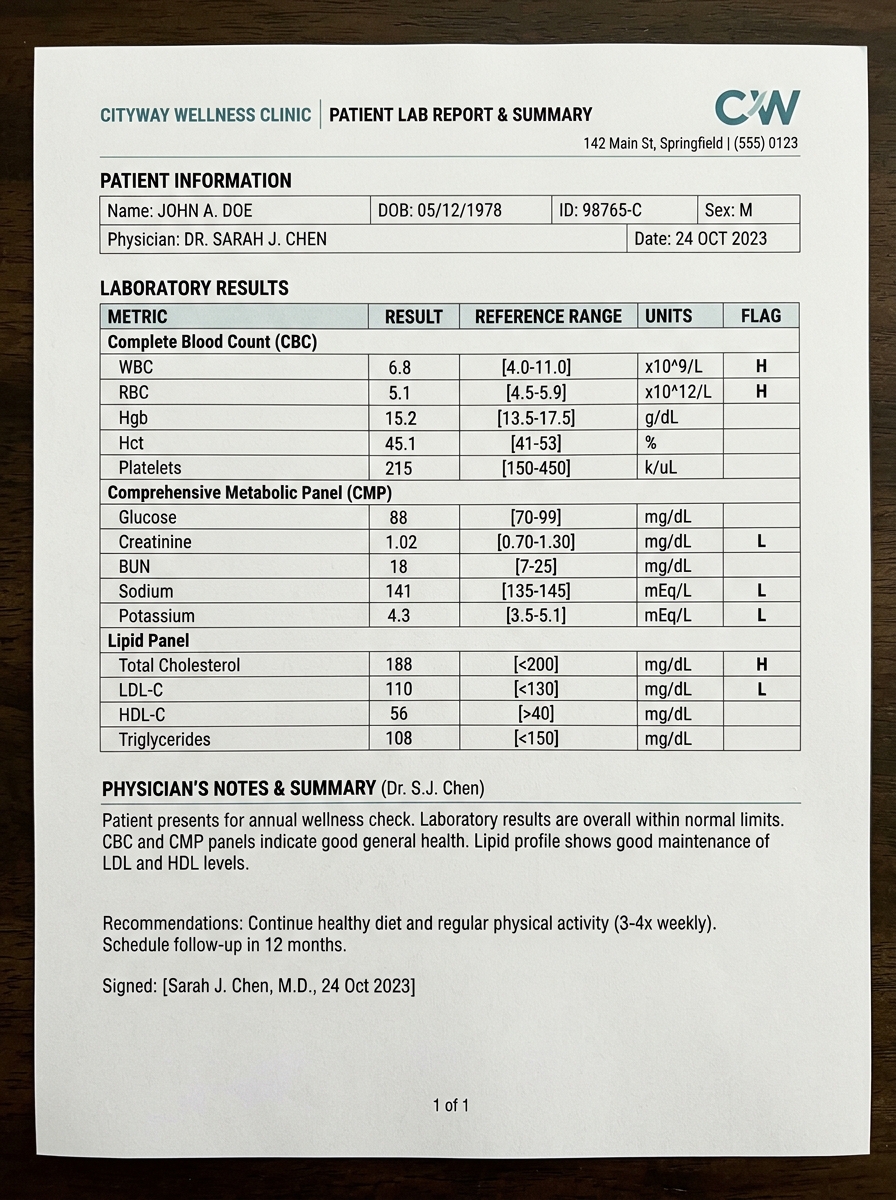 CITYWAY WELLNESS CLINIC | PATIENT LAB REPORT & SUMMARY
CW
142 Main St, Springfield | (555) 0123
PATIENT INFORMATION
Name: JOHN A. DOE DOB: 05/12/1978 ID: 98765-C Sex: M
Physician: DR. SARAH J. CHEN Date: 24 OCT 2023
LABORATORY RESULTS
METRIC RESULT REFERENCE RANGE UNITS FLAG
Complete Blood Count (CBC)
WBC 6.8 [4.0-11.0] x10^9/L H
RBC 5.1 [4.5-5.9] x10^12/L H
Hgb 15.2 [13.5-17.5] g/dL
Hct 45.1 [41-53] %
Platelets 215 [150-450] k/uL
Comprehensive Metabolic Panel (CMP)
Glucose 88 [70-99] mg/dL
Creatinine 1.02 [0.70-1.30] mg/dL L
BUN 18 [7-25] mg/dL
Sodium 141 [135-145] mEq/L L
Potassium 4.3 [3.5-5.1] mEq/L L
Lipid Panel
Total Cholesterol 188 [<200] mg/dL H
LDL-C 110 [<130] mg/dL L
HDL-C 56 [>40] mg/dL
Triglycerides 108 [<150] mg/dL
PHYSICIAN'S NOTES & SUMMARY (Dr. S.J. Chen)
Patient presents for annual wellness check. Laboratory results are overall within normal limits.
CBC and CMP panels indicate good general health. Lipid profile shows good maintenance of
LDL and HDL levels.
Recommendations: Continue healthy diet and regular physical activity (3-4x weekly).
Schedule follow-up in 12 months.
Signed: [Sarah J. Chen, M.D., 24 Oct 2023]
1 of 1